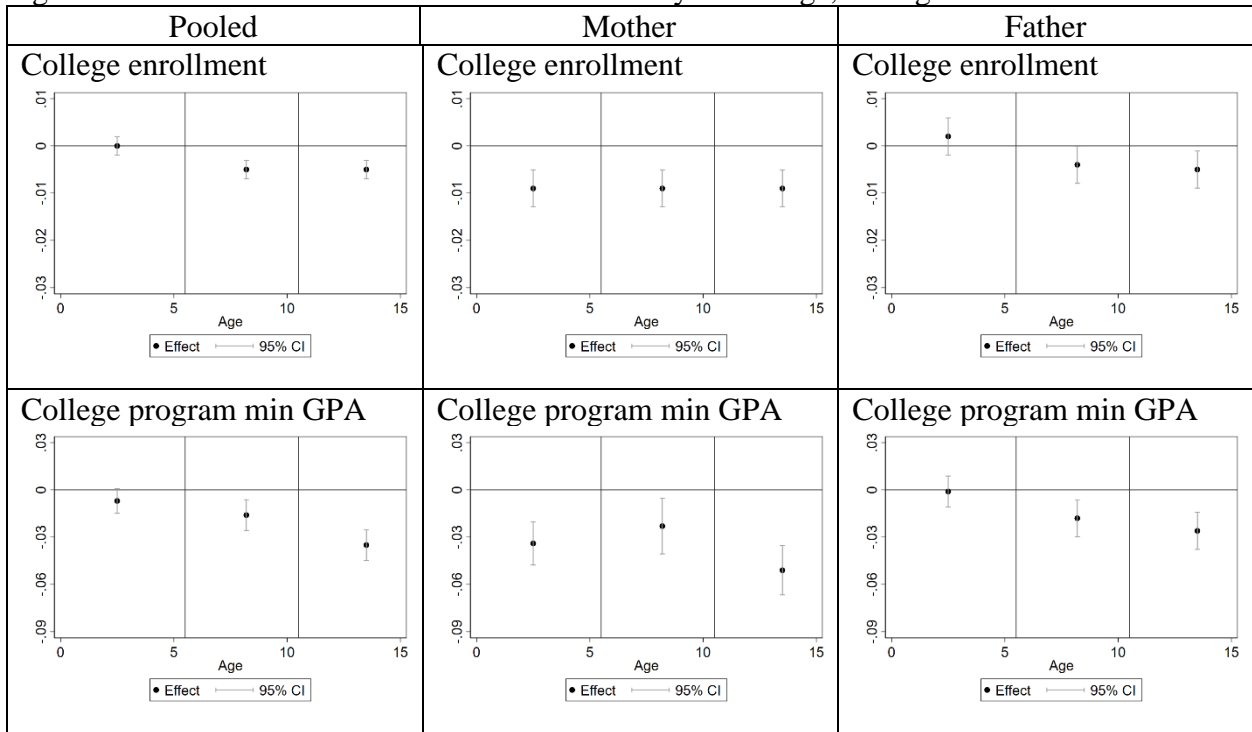 Pooled
Mother
Father
College enrollment
.01
0
-.01
-.02
-.03
0 5 10 15
Age
Effect 95% CI
College enrollment
.01
0
-.01
-.02
-.03
0 5 10 15
Age
Effect 95% CI
College enrollment
.01
0
-.01
-.02
-.03
0 5 10 15
Age
Effect 95% CI
College program min GPA
.03
0
-.03
-.06
-.09
0 5 10 15
Age
Effect 95% CI
College program min GPA
.03
0
-.03
-.06
-.09
0 5 10 15
Age
Effect 95% CI
College program min GPA
.03
0
-.03
-.06
-.09
0 5 10 15
Age
Effect 95% CI